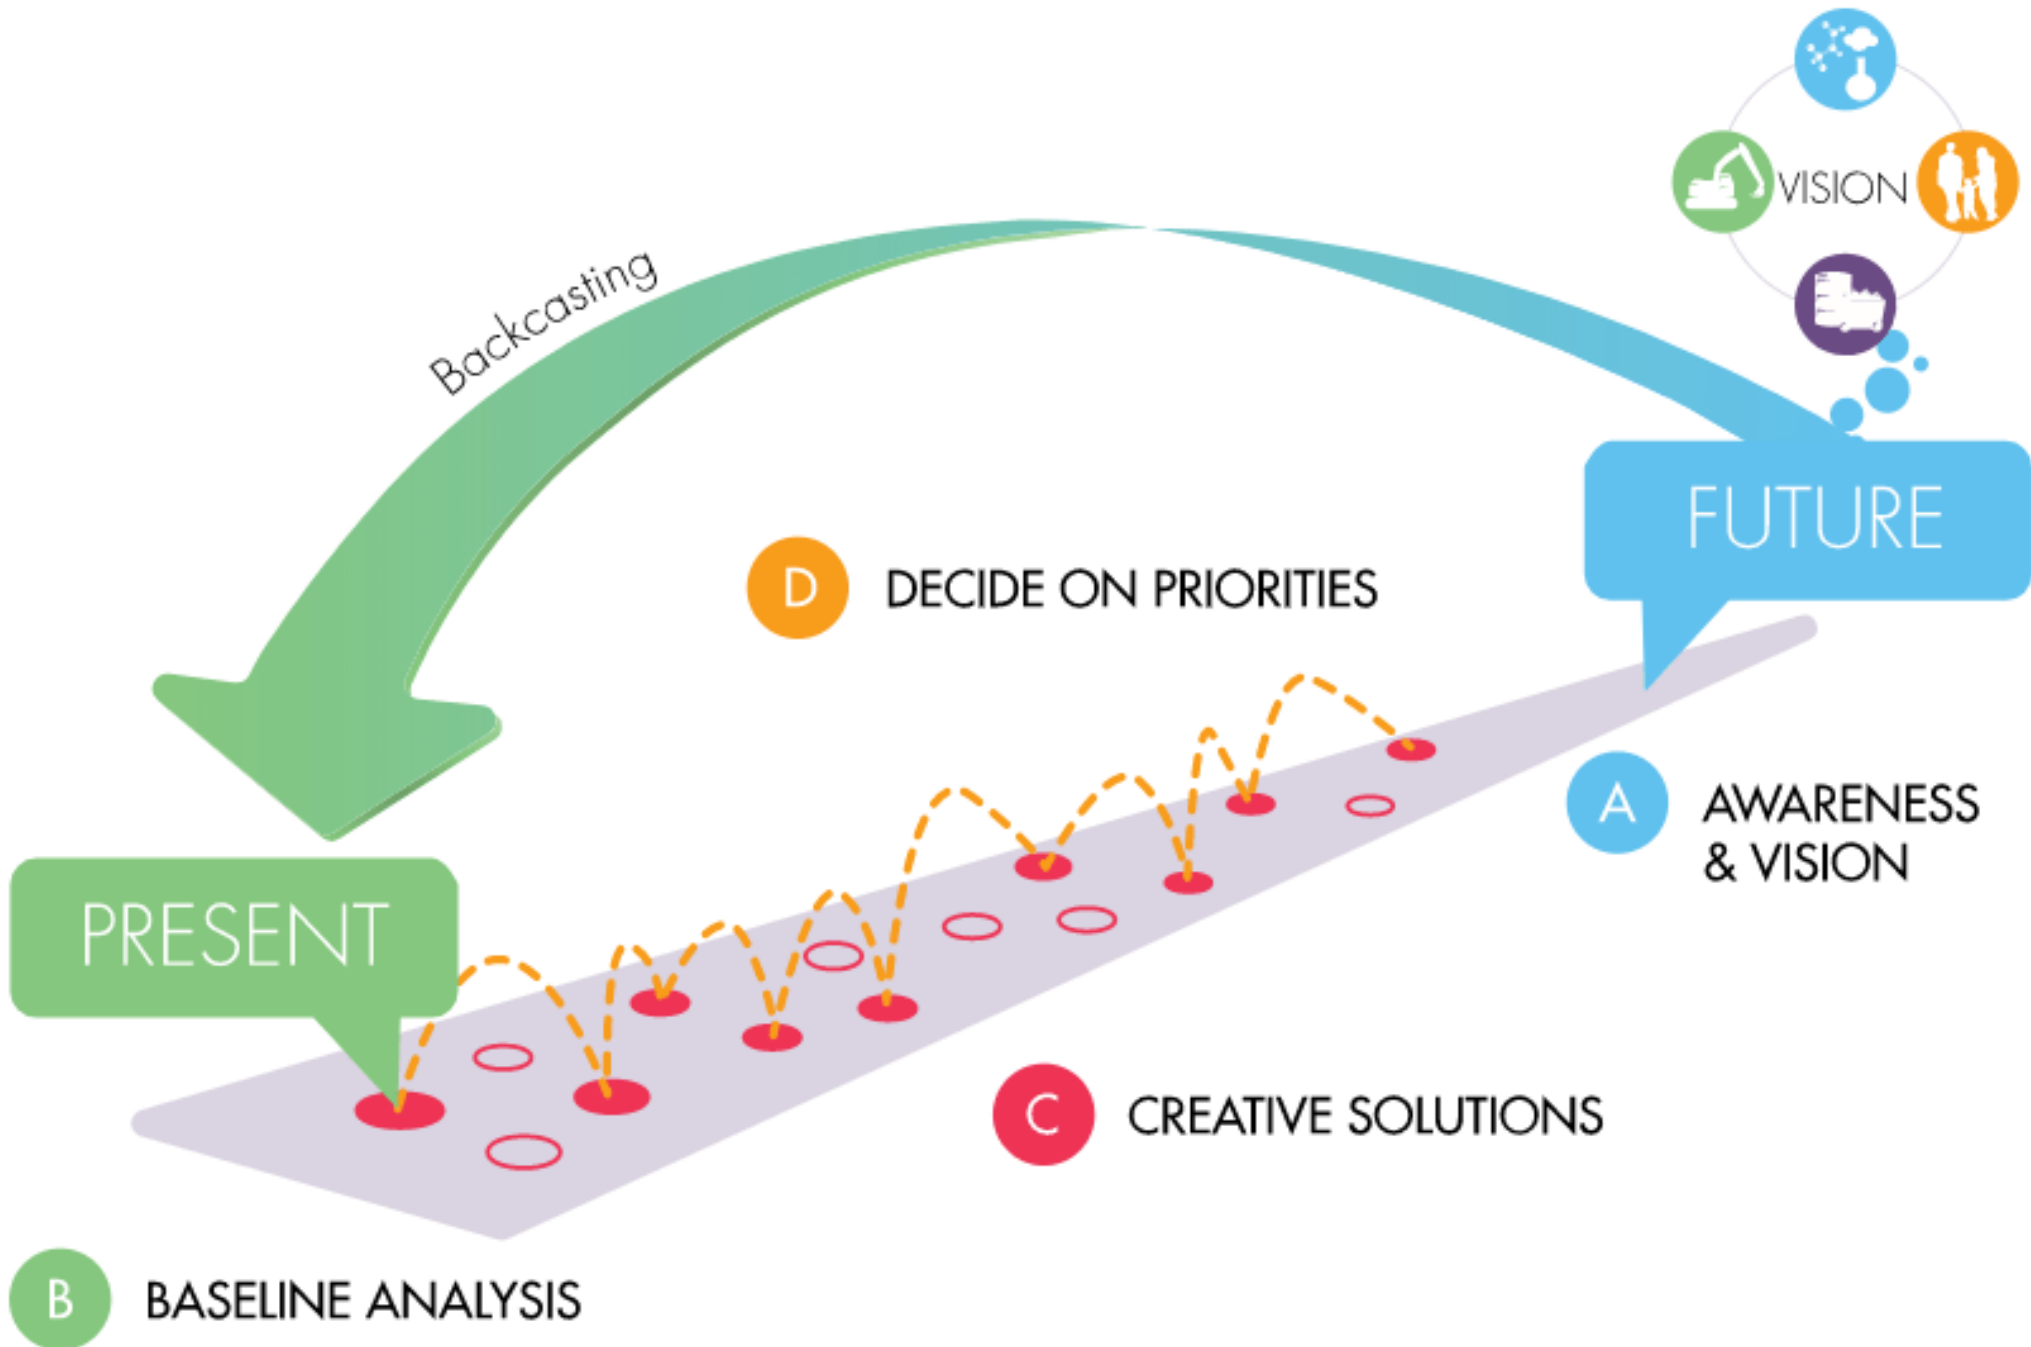 VISION
Backcasting
FUTURE
D DECIDE ON PRIORITIES
A AWARENESS
& VISION
PRESENT
C CREATIVE SOLUTIONS
B BASELINE ANALYSIS